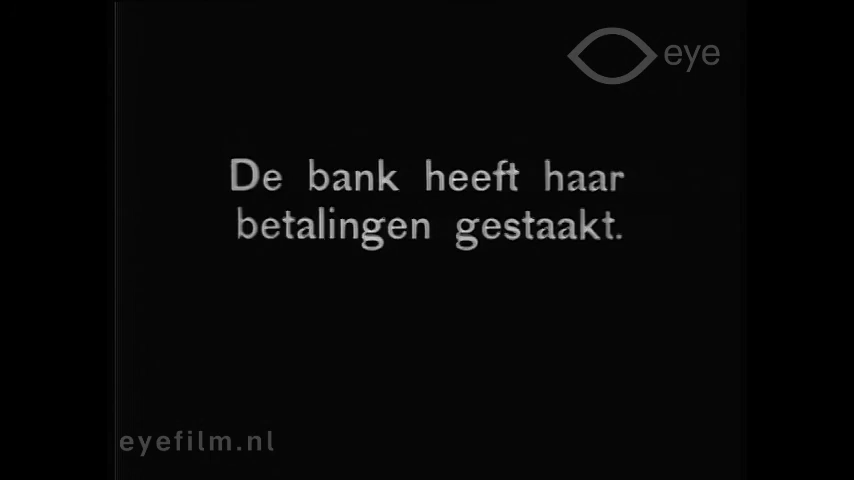 eye
De bank heeft haar
betalingen gestaakt.
eyefilm.nl